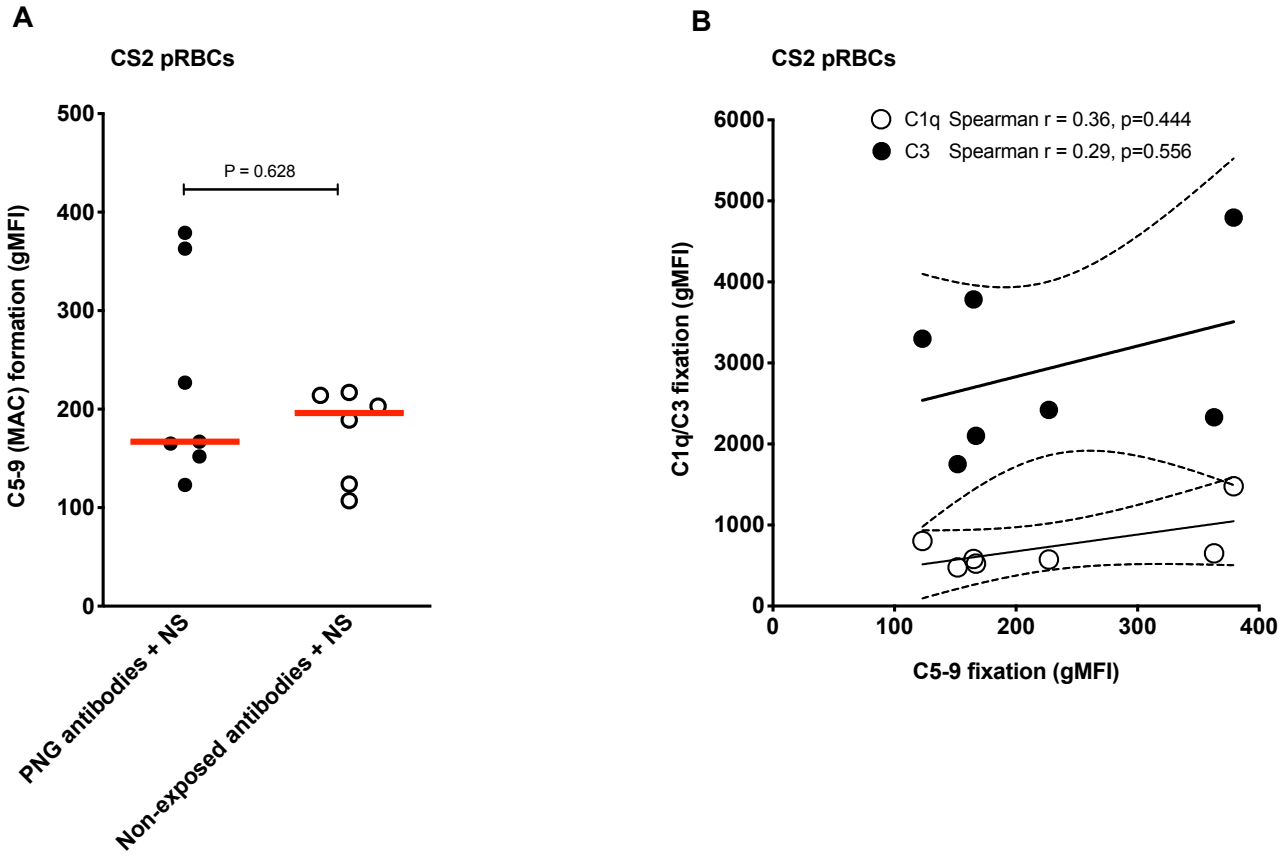 A
CS2 pRBCs
C5-9 (MAC) formation (gMFI)
500
400
300
200
100
0
P = 0.628
PNG antibodies + NS
Non-exposed antibodies + NS
B
CS2 pRBCs
C1q Spearman r = 0.36, p=0.444
C3 Spearman r = 0.29, p=0.556
C1q/C3 fixation (gMFI)
6000
5000
4000
3000
2000
1000
0
0 100 200 300 400
C5-9 fixation (gMFI)